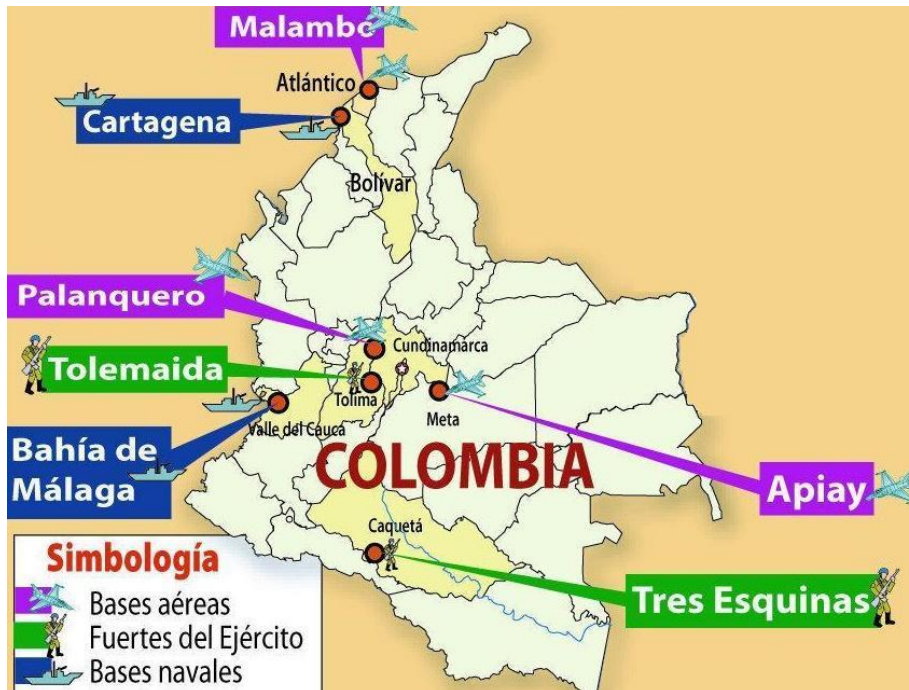 Malambo
Atlántico
Cartagena
Bolívar
Palanquero
Cundinamarca
Tolemaida
Tolima
Meta
Valle del Cauca
Bahía de
Málaga
COLOMBIA
Apiay
Caquetá
Tres Esquinas
Simbología
Bases aéreas
Fuertes del Ejército
Bases navales